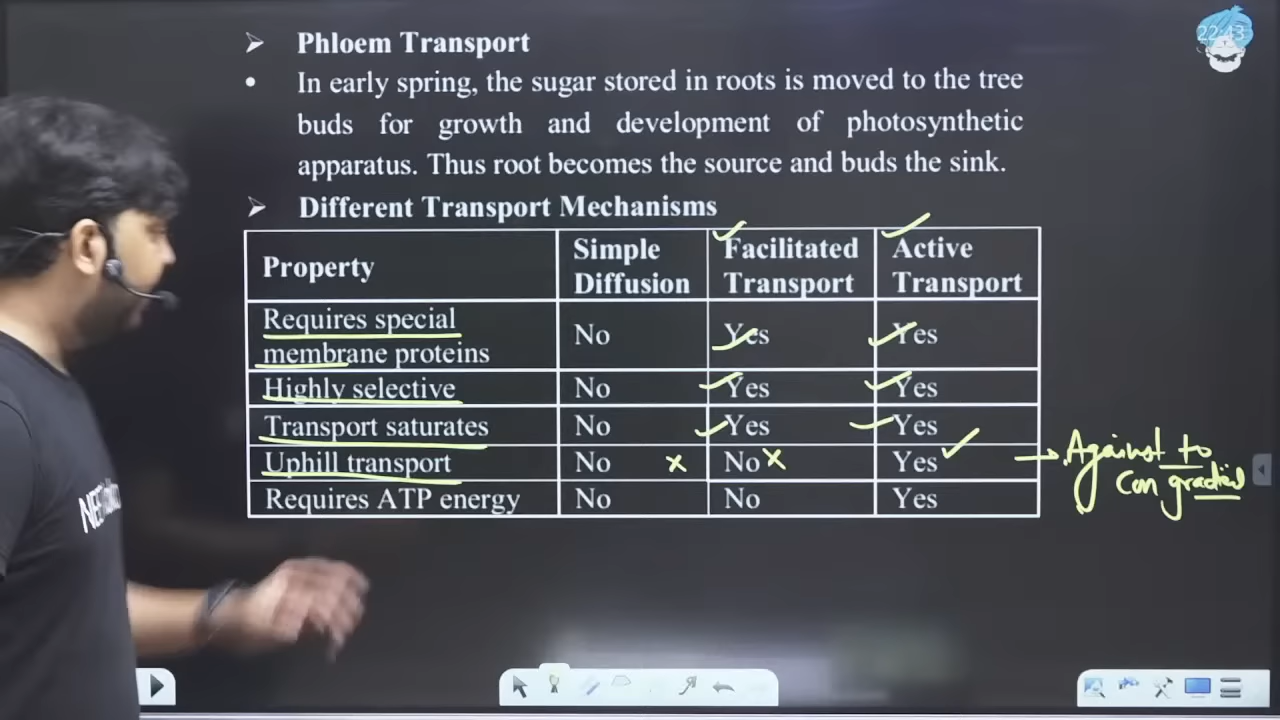 22:43
➤ Phloem Transport
• In early spring, the sugar stored in roots is moved to the tree
buds for growth and development of photosynthetic
apparatus. Thus root becomes the source and buds the sink.
➤ Different Transport Mechanisms
Property
Simple
Diffusion
Facilitated
Transport
Active
Transport
Requires special
membrane proteins
No
Yes
Yes
Highly selective
No
Yes
Yes
Transport saturates
No
Yes
Yes
Uphill transport
No
No
Yes
Against to
Con gradient
Requires ATP energy
No
No
Yes